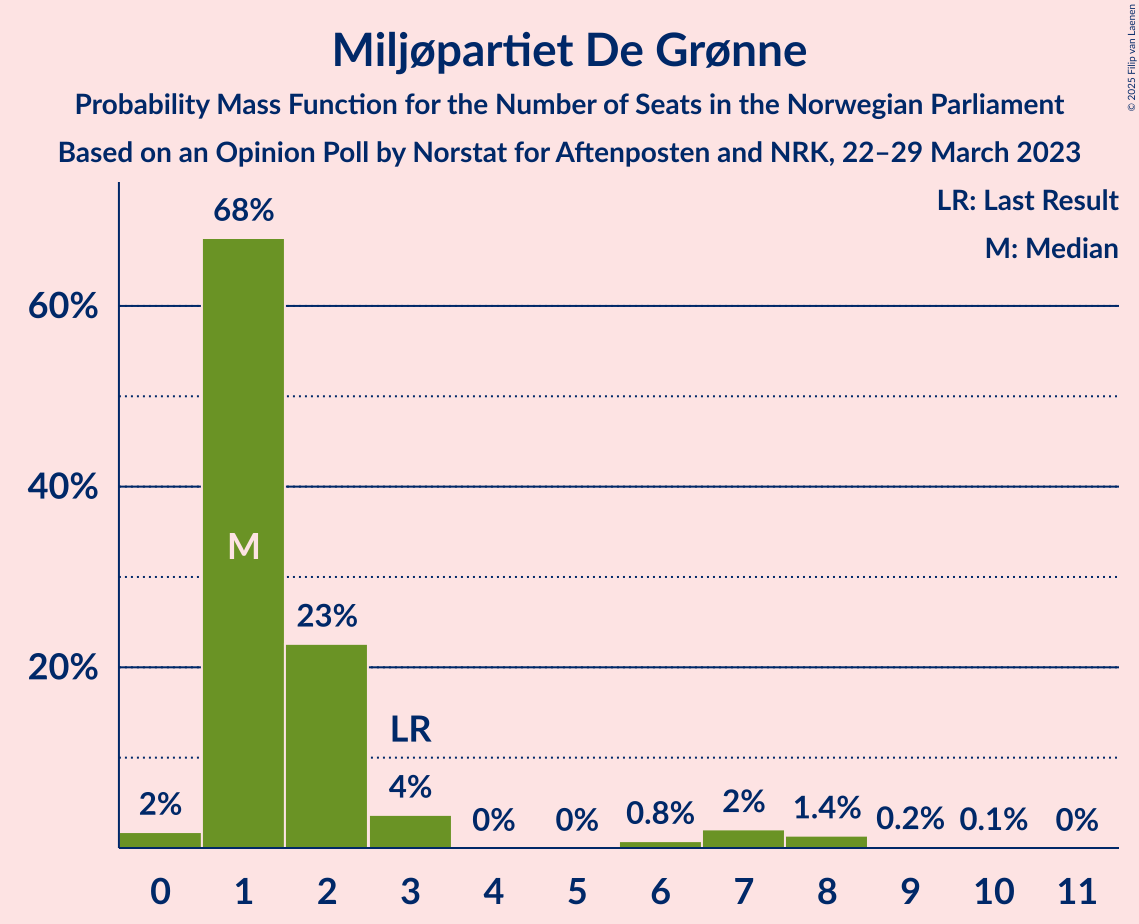 Miljøpartiet De Grønne
Probability Mass Function for the Number of Seats in the Norwegian Parliament
Based on an Opinion Poll by Norstat for Aftenposten and NRK, 22–29 March 2023
© 2025 Filip van Laenen
LR: Last Result
M: Median
68%
60%
40%
M
23%
20%
LR
2%
4%
0%
0%
0.8%
2%
1.4%
0.2%
0.1%
0%
0 1 2 3 4 5 6 7 8 9 10 11